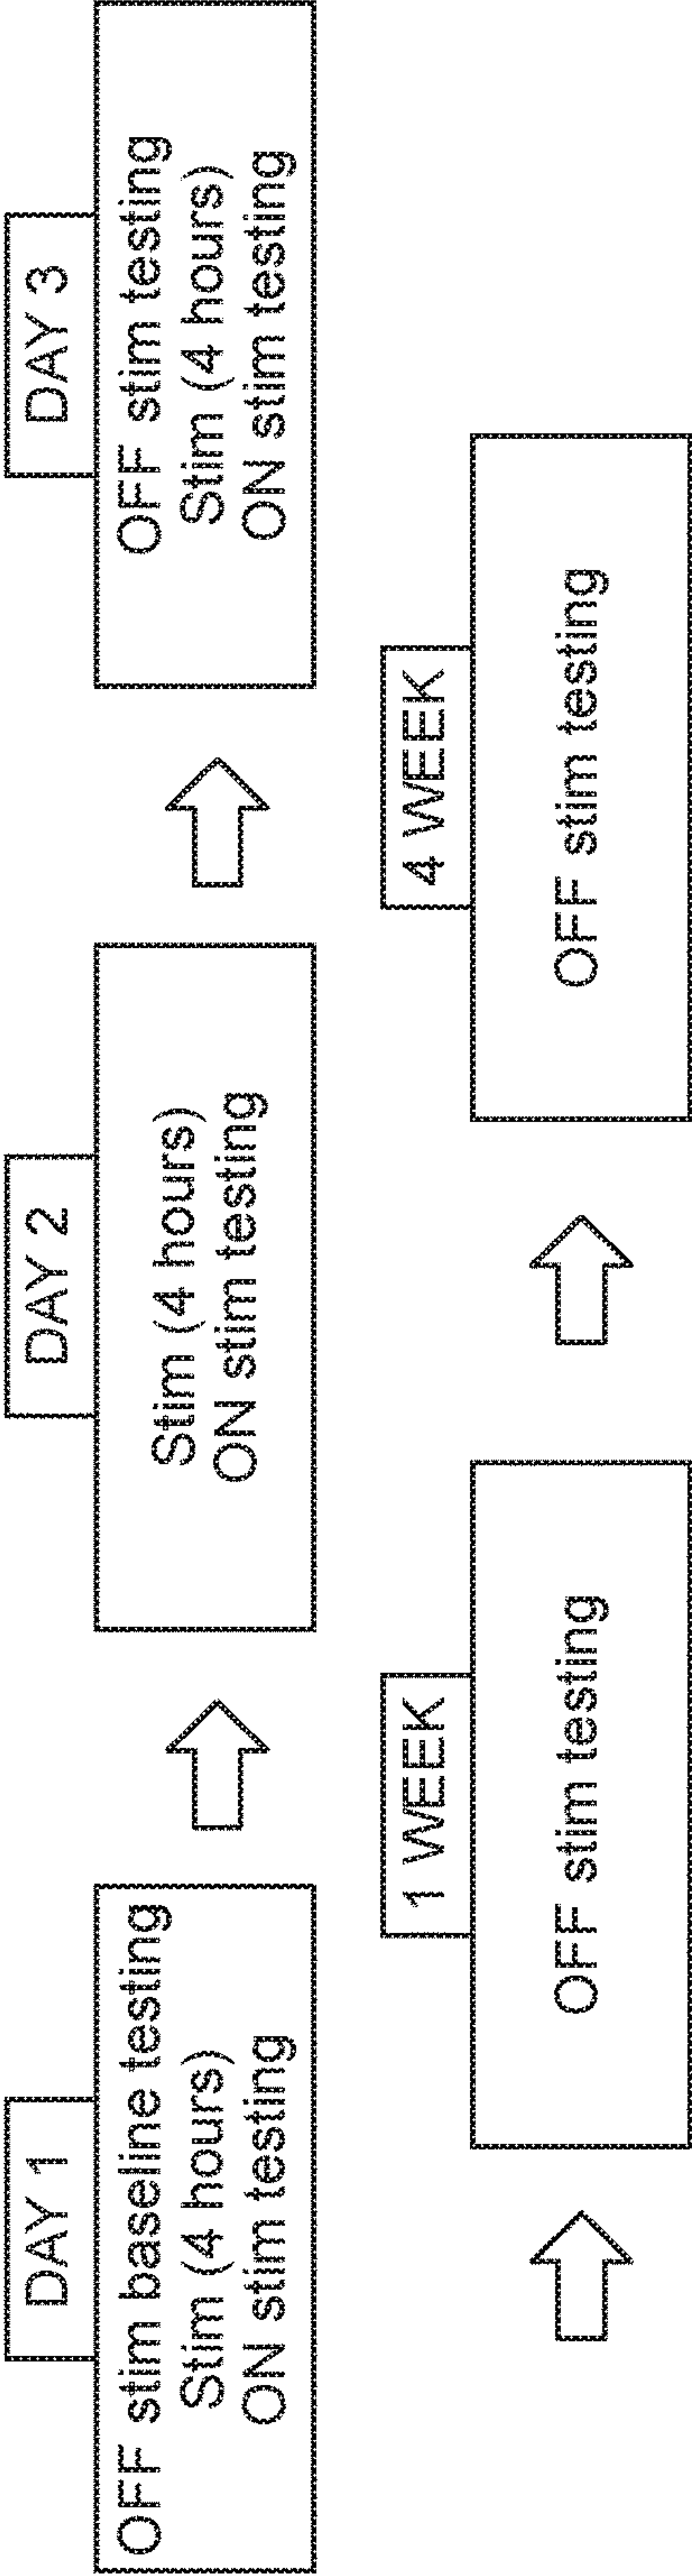 DAY 1
OFF stim baseline testing
Stim (4 hours)
ON stim testing
DAY 2
Stim (4 hours)
ON stim testing
DAY 3
OFF stim testing
Stim (4 hours)
ON stim testing
1 WEEK
OFF stim testing
4 WEEK
OFF stim testing